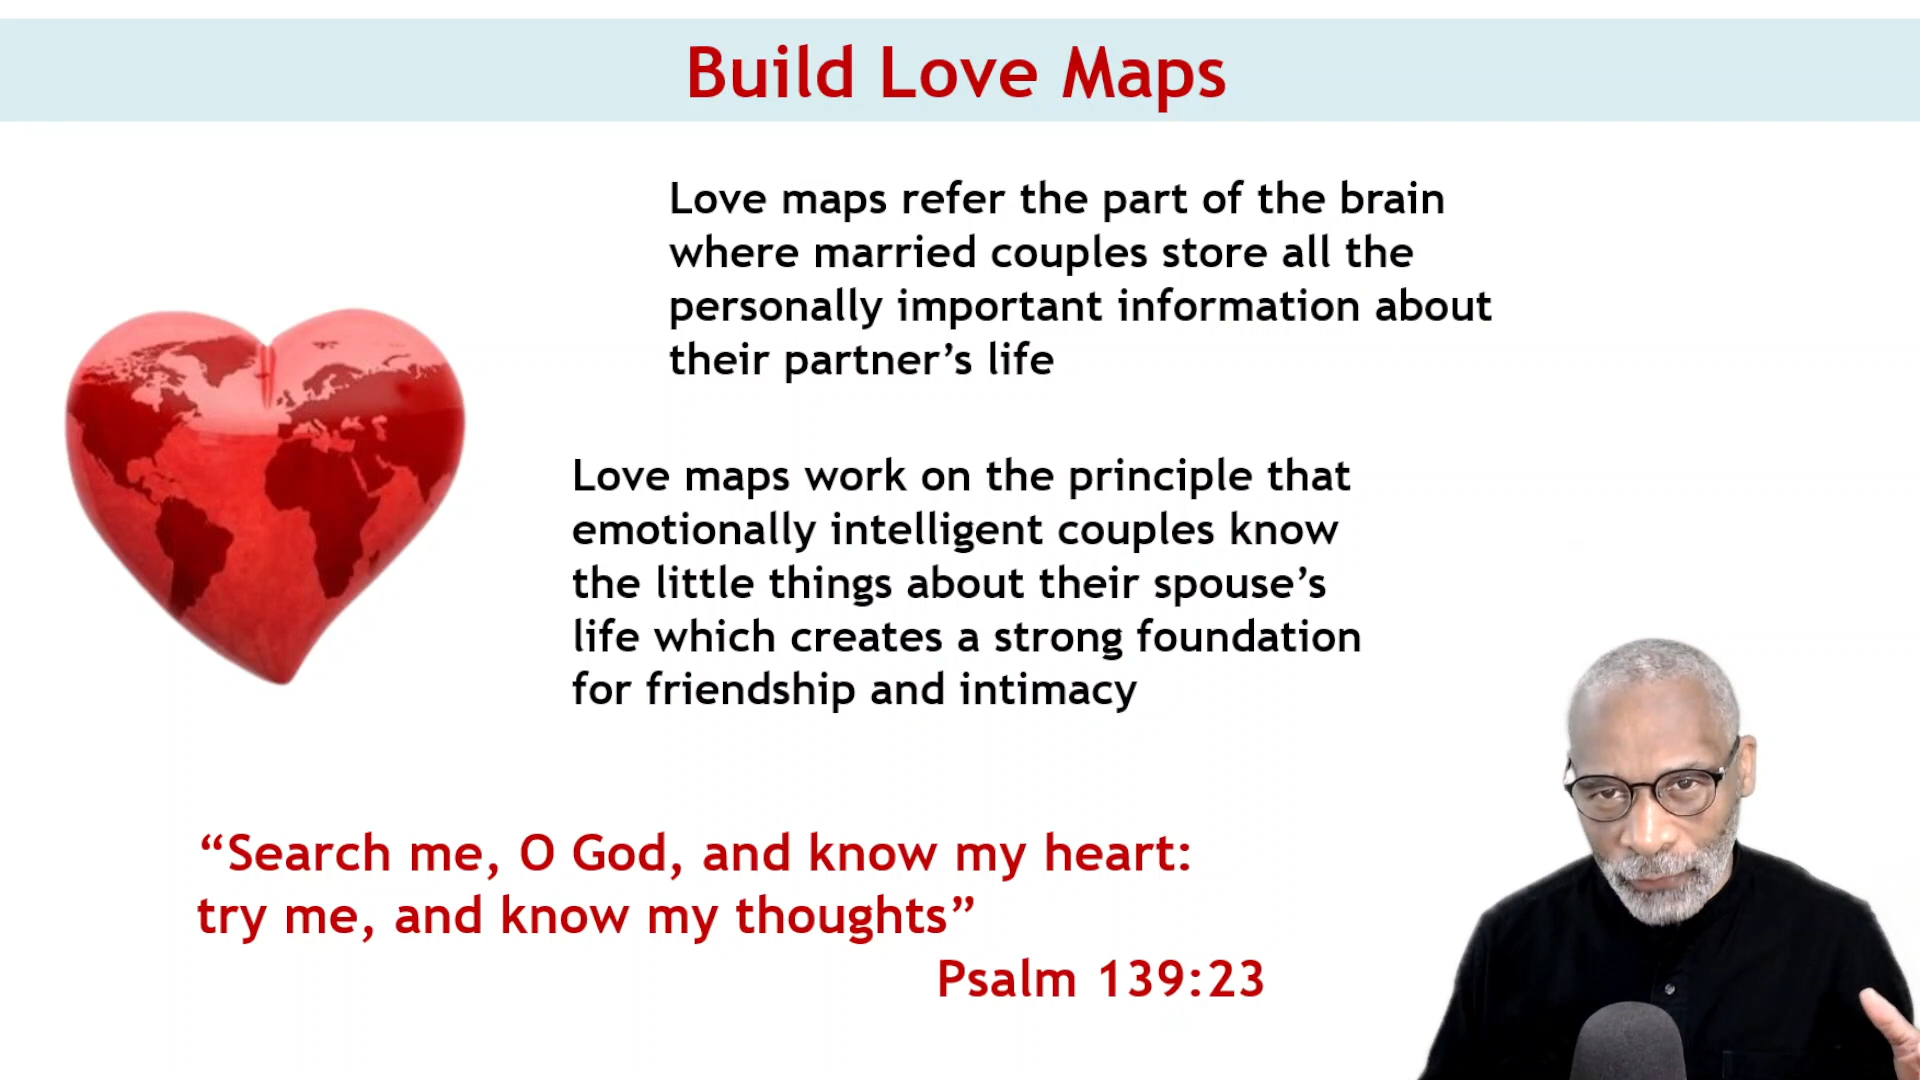 Build Love Maps
Love maps refer the part of the brain
where married couples store all the
personally important information about
their partner’s life
Love maps work on the principle that
emotionally intelligent couples know
the little things about their spouse’s
life which creates a strong foundation
for friendship and intimacy
“Search me, O God, and know my heart:
try me, and know my thoughts”
Psalm 139:23